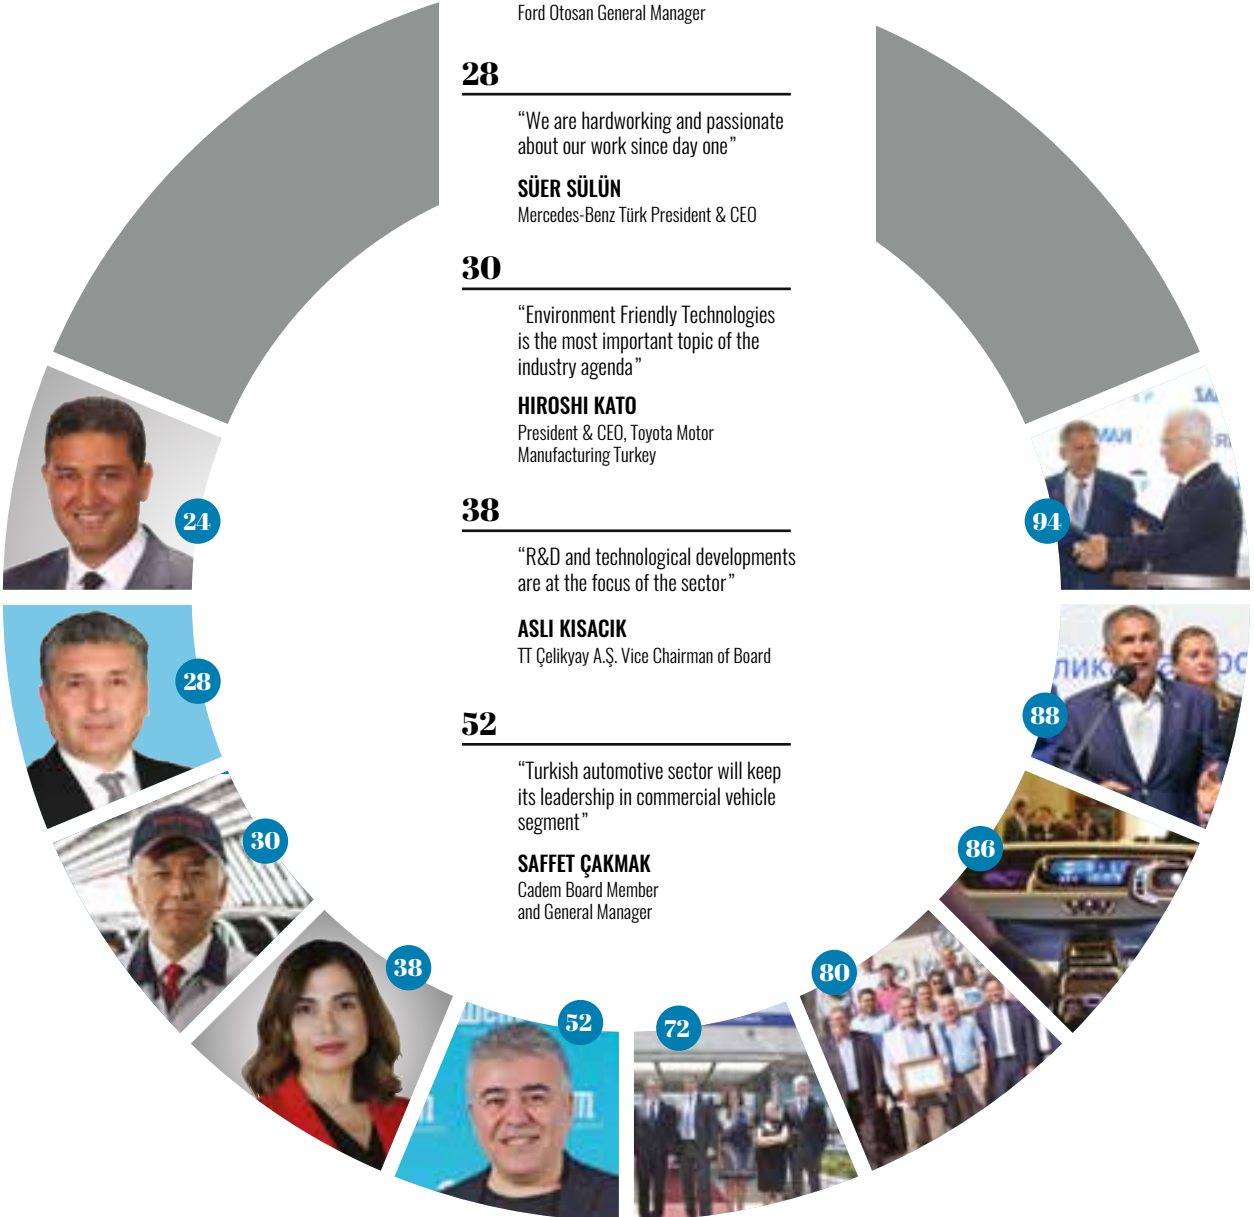 Ford Otosan General Manager
28
“We are hardworking and passionate
about our work since day one”
SÜER SÜLÜN
Mercedes-Benz Türk President & CEO
30
“Environment Friendly Technologies
is the most important topic of the
industry agenda”
HIROSHI KATO
President & CEO, Toyota Motor
Manufacturing Turkey
38
“R&D and technological developments
are at the focus of the sector”
ASLI KISACIK
TT Çelikyay A.Ş. Vice Chairman of Board
52
“Turkish automotive sector will keep
its leadership in commercial vehicle
segment”
SAFFET ÇAKMAK
Cadem Board Member
and General Manager
24
28
30
38
52
72
80
86
88
94